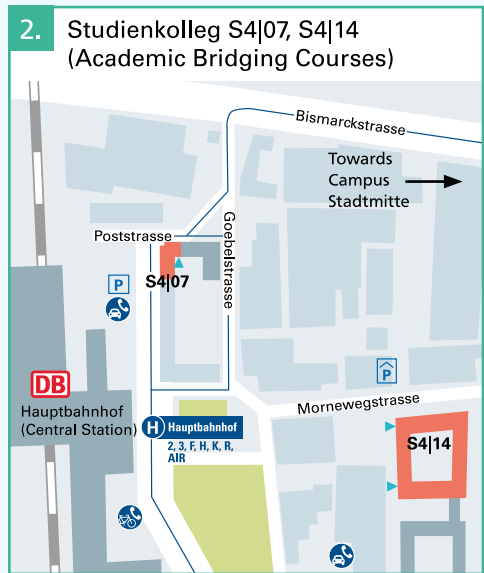 2. Studienkolleg S4|07, S4|14
(Academic Bridging Courses)
Bismarckstrasse
Towards
Campus
Stadtmitte
Poststrasse
Goebelstrasse
S4|07
P
P
DB
Hauptbahnhof
(Central Station)
H Hauptbahnhof
2, 3, F, H, K, R,
AIR
Mornewegstrasse
S4|14